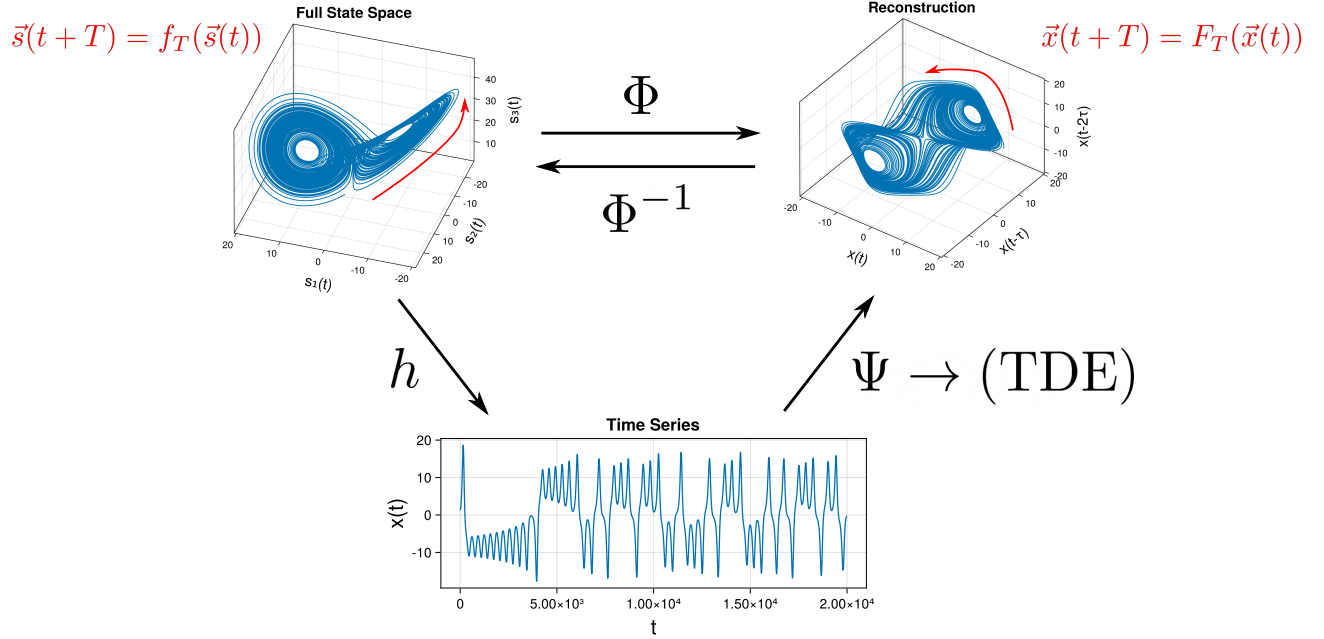 Full State Space
s⃗(t + T) = f_T(s⃗(t))
40
30
20
10
s₃(t)
-20
-10
0
10
20
s₂(t)
20
10
0
-10
-20
s₁(t)
Φ
Φ⁻¹
Reconstruction
x⃗(t + T) = F_T(x⃗(t))
20
10
0
-10
-20
x(t-2τ)
20
10
0
-10
-20
x(t-τ)
-20
-10
0
10
20
x(t)
h
Ψ → (TDE)
Time Series
20
10
0
-10
x(t)
0
5.00×10³
1.00×10⁴
1.50×10⁴
2.00×10⁴
t